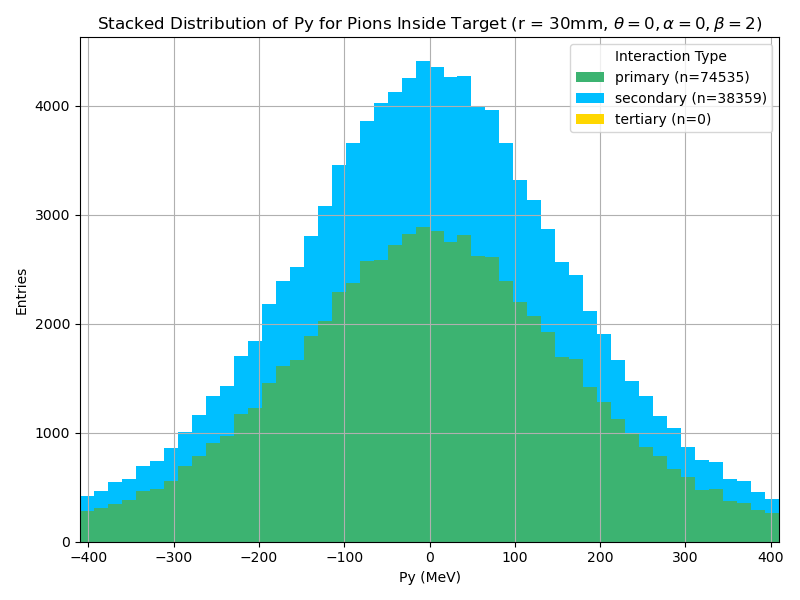 Stacked Distribution of Py for Pions Inside Target (r = 30mm, θ = 0, α = 0, β = 2)
Interaction Type
primary (n=74535)
secondary (n=38359)
tertiary (n=0)
Entries
4000
3000
2000
1000
0
−400 −300 −200 −100 0 100 200 300 400
Py (MeV)